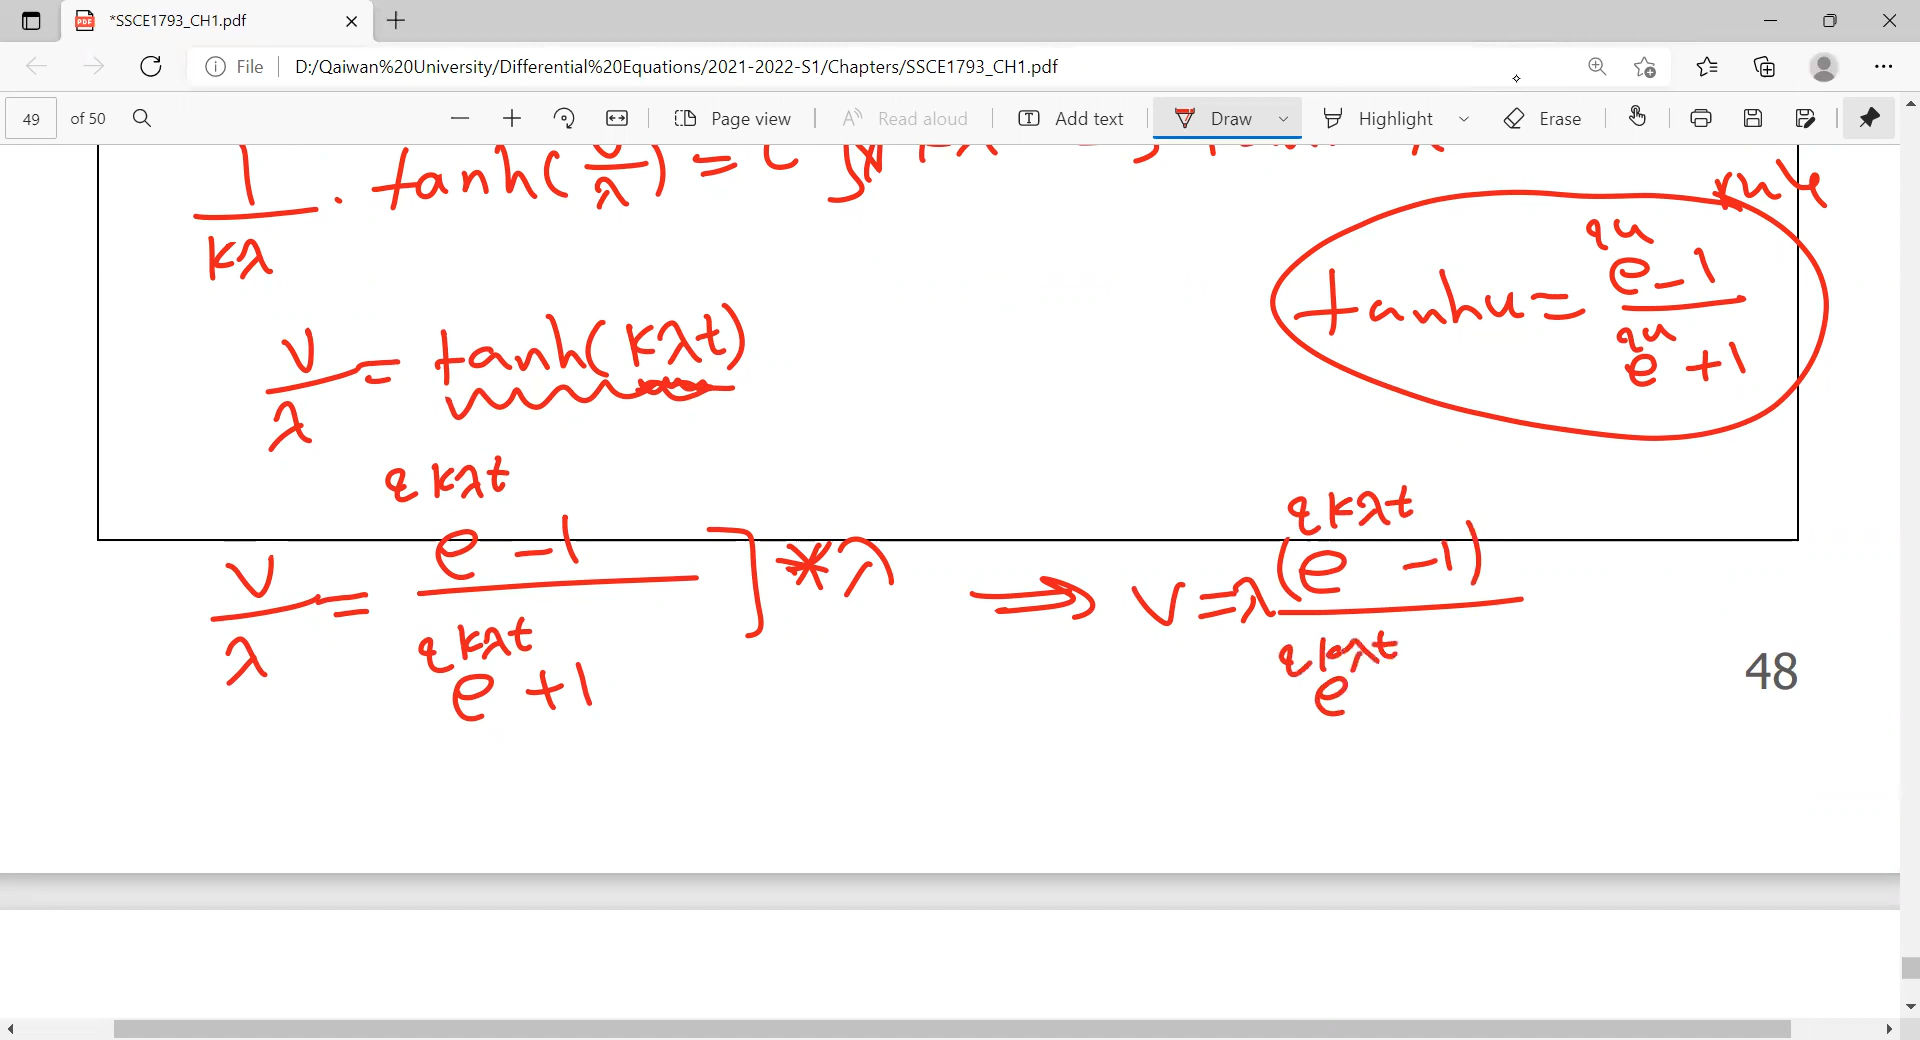 *SSCE1793_CH1.pdf
File D:/Qaiwan%20University/Differential%20Equations/2021-2022-S1/Chapters/SSCE1793_CH1.pdf
49 of 50 Page view Read aloud Add text Draw Highlight Erase
1/kλ . tanh(v/λ) =
rule
tanhu = (e^2u - 1)/(e^2u + 1)
v/λ = tanh(kλt)
v/λ = (e^2kλt - 1)/(e^2kλt + 1) ] * λ ⇒ v = λ (e^2kλt - 1)/e^2kλt
48